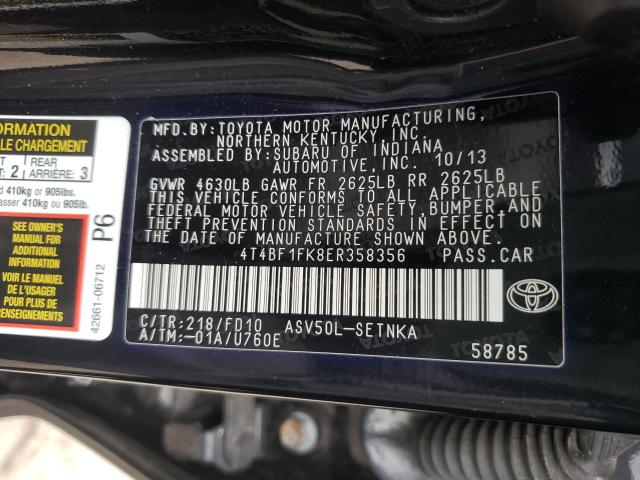 ORMATION
LE CHARGEMENT
2
REAR
ARRIÈRE: 3
d 410kg or 905lbs.
asser 410kg ou 905lbs.
SEE OWNER'S
MANUAL FOR
ADDITIONAL
INFORMATION
VOIR LE MANUEL
DE L'USAGER
POUR PLUS DE
RENSEIGNEMENTS
P6
42661-06712
MFD.BY:TOYOTA MOTOR MANUFACTURING,
NORTHERN KENTUCKY INC.
ASSEMBLED BY:SUBARU OF INDIANA
AUTOMOTIVE,INC. 10/13
GVWR 4630LB GAWR FR 2625LB RR 2625LB
THIS VEHICLE CONFORMS TO ALL APPLICABLE
FEDERAL MOTOR VEHICLE SAFETY,BUMPER AND
THEFT PREVENTION STANDARDS IN EFFECT ON
THE DATE OF MANUFACTURE SHOWN ABOVE.
4T4BF1FK8ER358356 PASS.CAR
C/TR:218/FD10 ASV50L-SETNKA
A/TM:-01A/U760E
58785